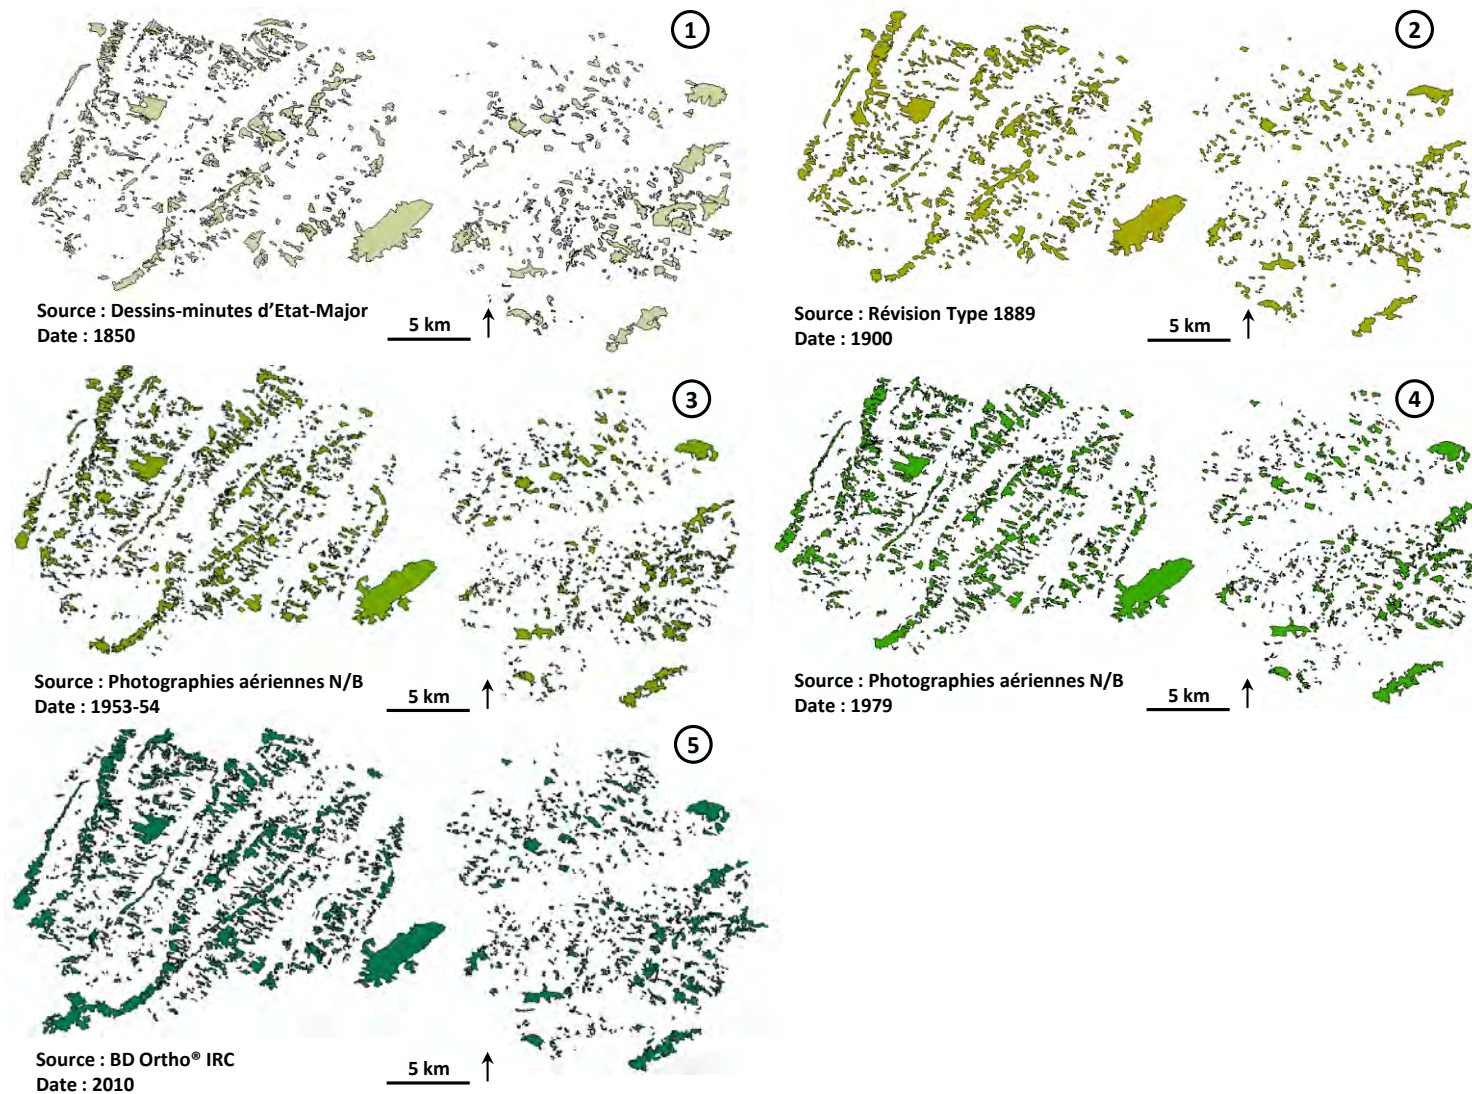 1
Source : Dessins-minutes d'Etat-Major
Date : 1850
5 km
2
Source : Révision Type 1889
Date : 1900
5 km
3
Source : Photographies aériennes N/B
Date : 1953-54
5 km
4
Source : Photographies aériennes N/B
Date : 1979
5 km
5
Source : BD Ortho® IRC
Date : 2010
5 km